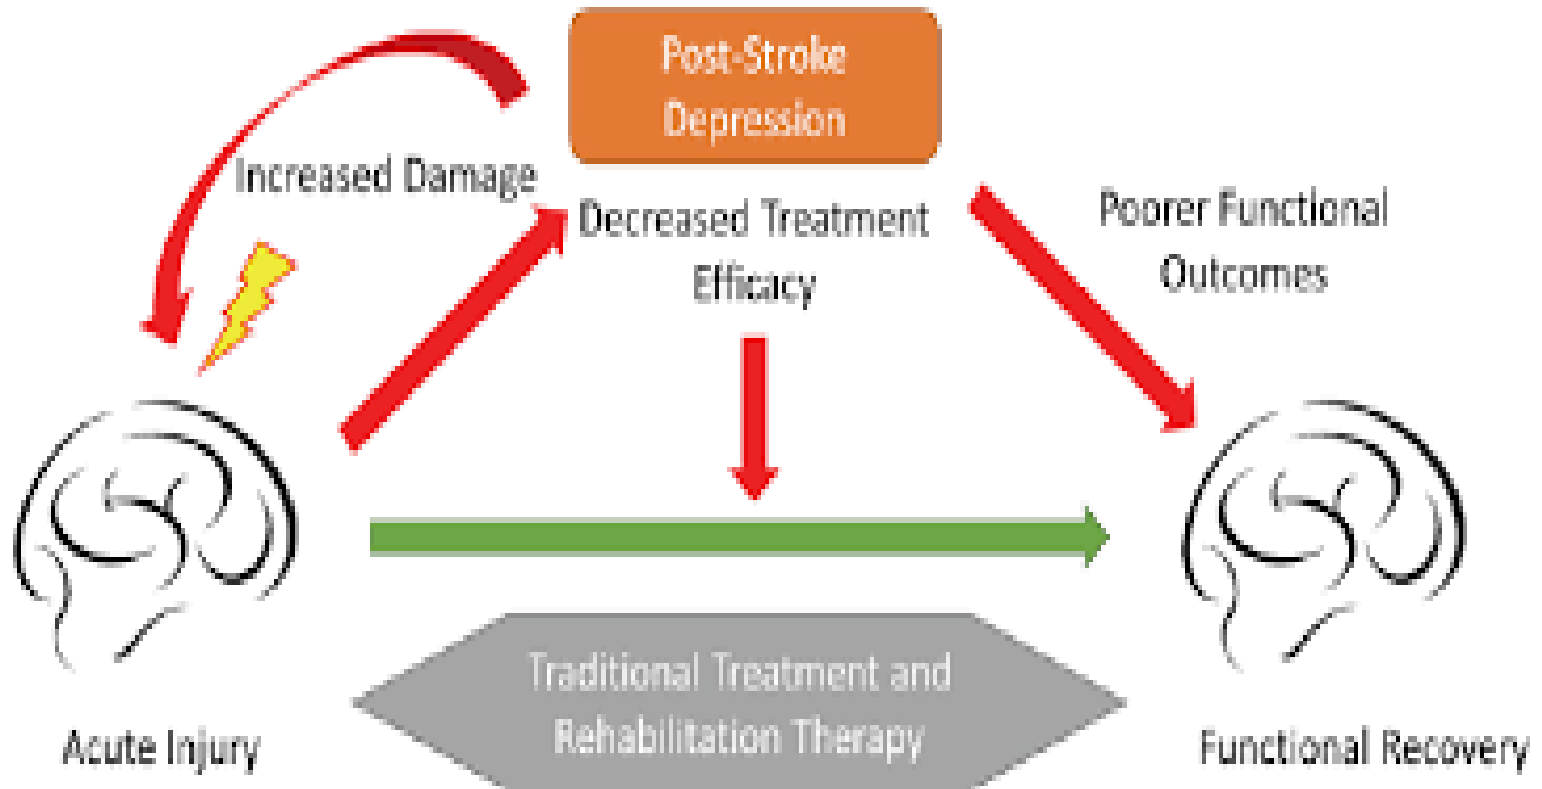 Post-Stroke
Depression
Increased Damage
Decreased Treatment
Efficacy
Poorer Functional
Outcomes
Traditional Treatment and
Rehabilitation Therapy
Acute Injury
Functional Recovery